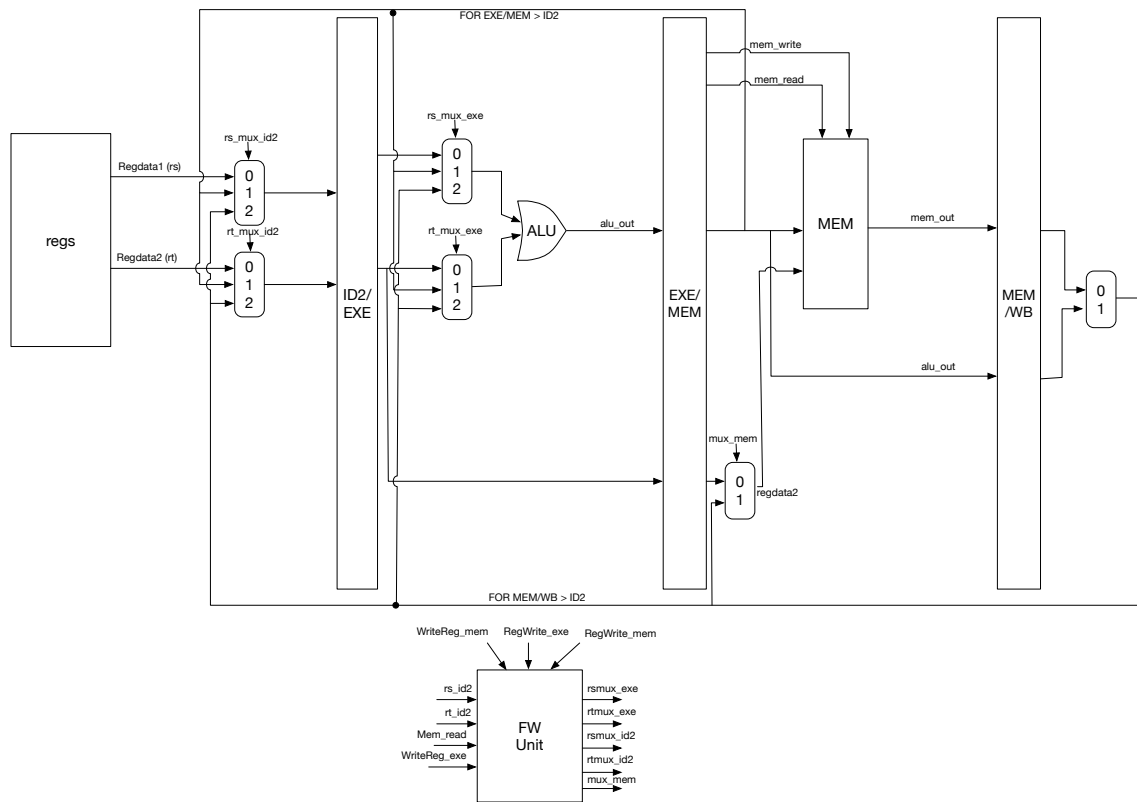 FOR EXE/MEM > ID2
mem_write
mem_read
rs_mux_exe
rs_mux_id2
Regdata1 (rs)
0
1
2
0
1
2
MEM
regs
rt_mux_id2
rt_mux_exe
ALU
alu_out
mem_out
Regdata2 (rt)
0
1
2
0
1
2
ID2/
EXE
EXE/
MEM
MEM
/WB
0
1
alu_out
mux_mem
0
1
regdata2
FOR MEM/WB > ID2
WriteReg_mem
RegWrite_exe
RegWrite_mem
rs_id2
rt_id2
Mem_read
WriteReg_exe
FW
Unit
rsmux_exe
rtmux_exe
rsmux_id2
rtmux_id2
mux_mem